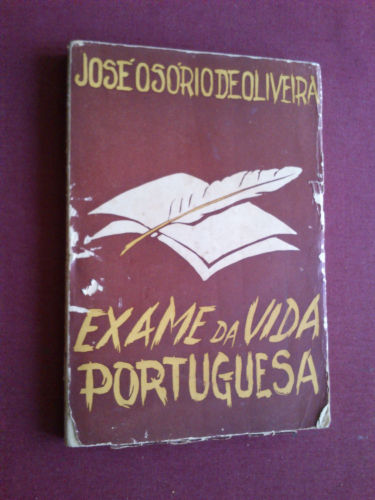 JOSÉ OSÓRIO DE OLIVEIRA
EXAME DA VIDA
PORTUGUESA